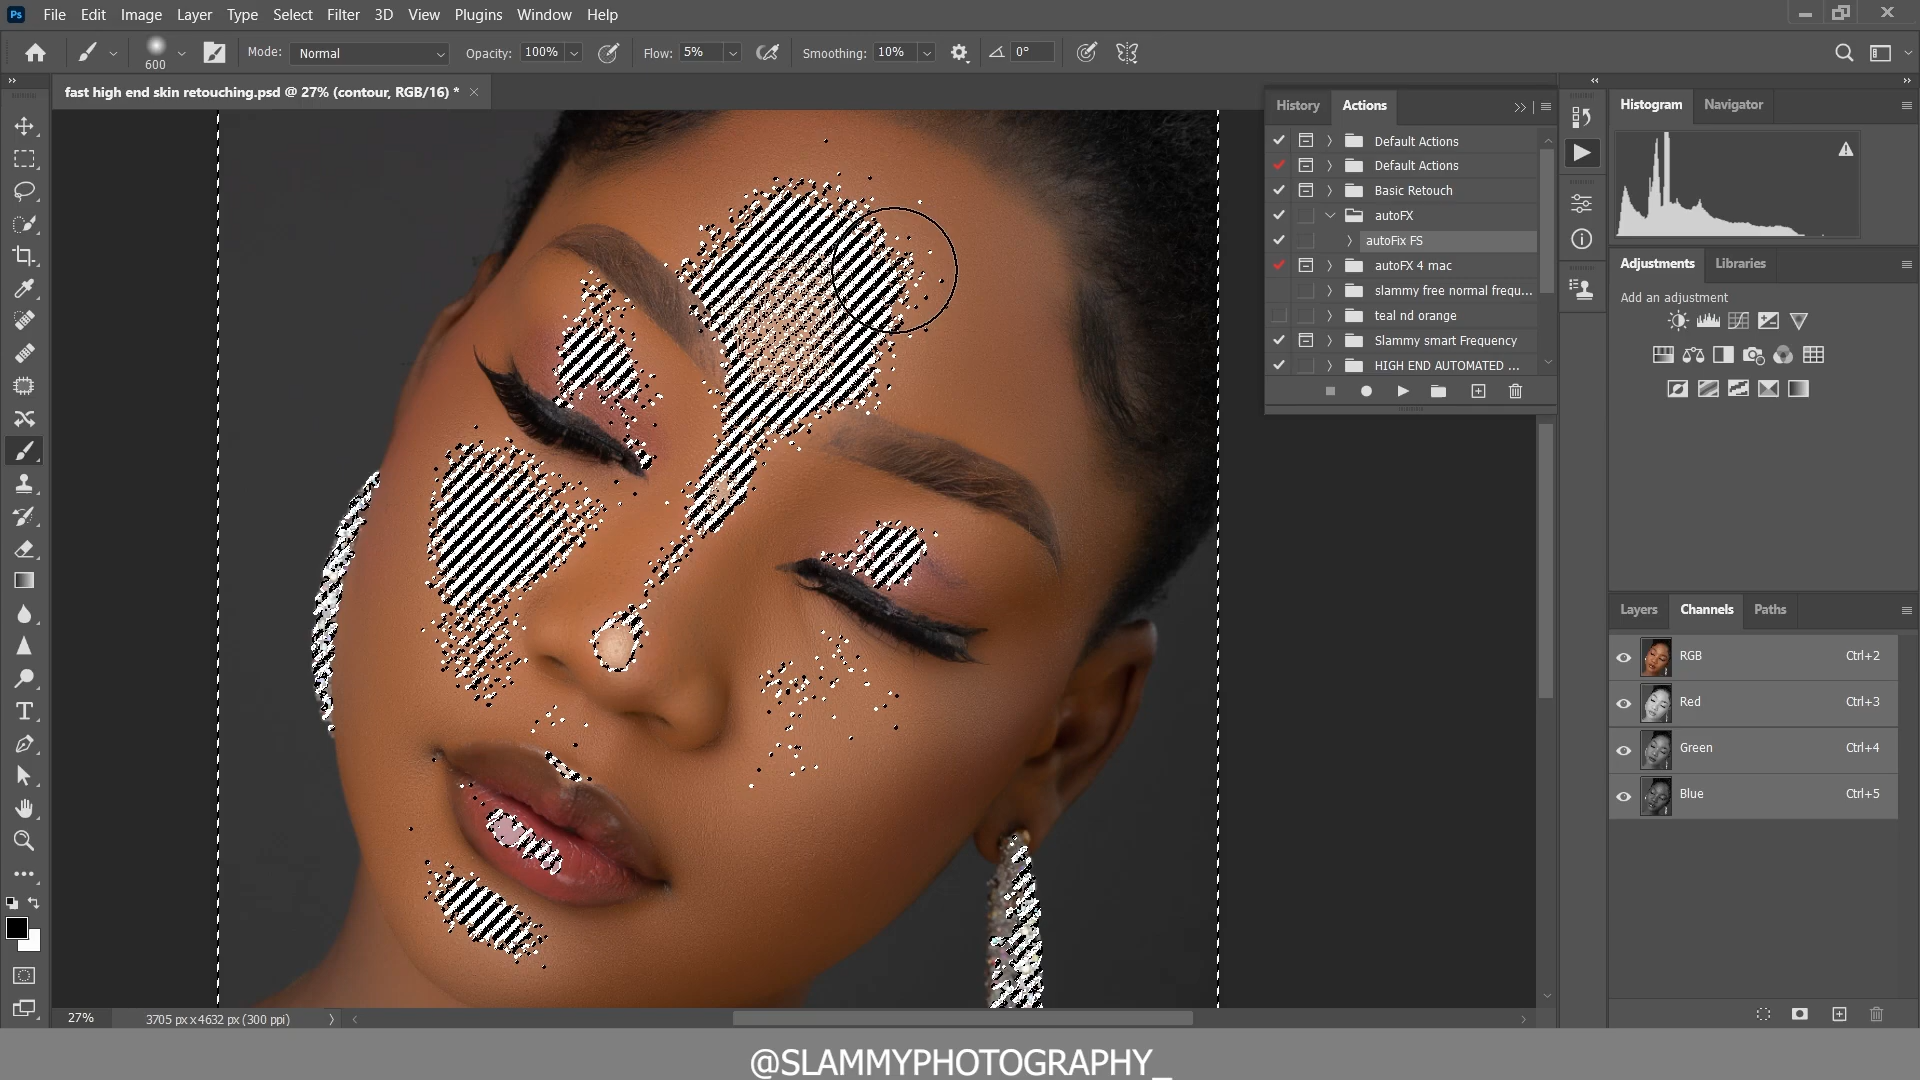 Ps File Edit Image Layer Type Select Filter 3D View Plugins Window Help
600 Mode: Normal Opacity: 100% Flow: 5% Smoothing: 10% 0°
fast high end skin retouching.psd @ 27% (contour, RGB/16) *
History Actions
Default Actions
Default Actions
Basic Retouch
autoFX
autoFix FS
autoFX 4 mac
slammy free normal frequ...
teal nd orange
Slammy smart Frequency
HIGH END AUTOMATED ...
Histogram Navigator
Adjustments Libraries
Add an adjustment
Layers Channels Paths
RGB Ctrl+2
Red Ctrl+3
Green Ctrl+4
Blue Ctrl+5
27% 3705 px x 4632 px (300 ppi)
@SLAMMYPHOTOGRAPHY_